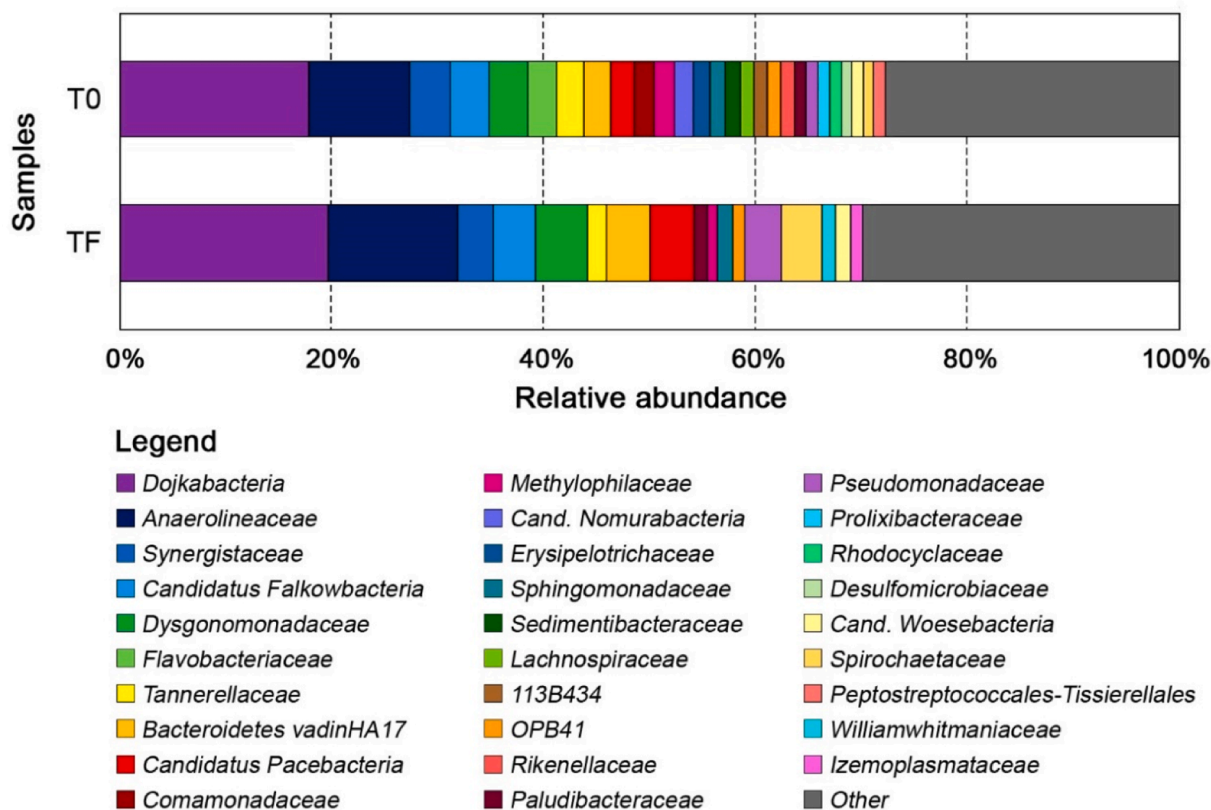 Samples
T0
TF
0% 20% 40% 60% 80% 100%
Relative abundance
Legend
Dojkabacteria
Anaerolineaceae
Synergistaceae
Candidatus Falkowbacteria
Dysgonomonadaceae
Flavobacteriaceae
Tannerellaceae
Bacteroidetes vadinHA17
Candidatus Pacebacteria
Comamonadaceae
Methylophilaceae
Cand. Nomurabacteria
Erysipelotrichaceae
Sphingomonadaceae
Sedimentibacteraceae
Lachnospiraceae
113B434
OPB41
Rikenellaceae
Paludibacteraceae
Pseudomonadaceae
Prolixibacteraceae
Rhodocyclaceae
Desulfomicrobiaceae
Cand. Woesebacteria
Spirochaetaceae
Peptostreptococcales-Tissierellales
Williamwhitmaniaceae
Izemoplasmataceae
Other